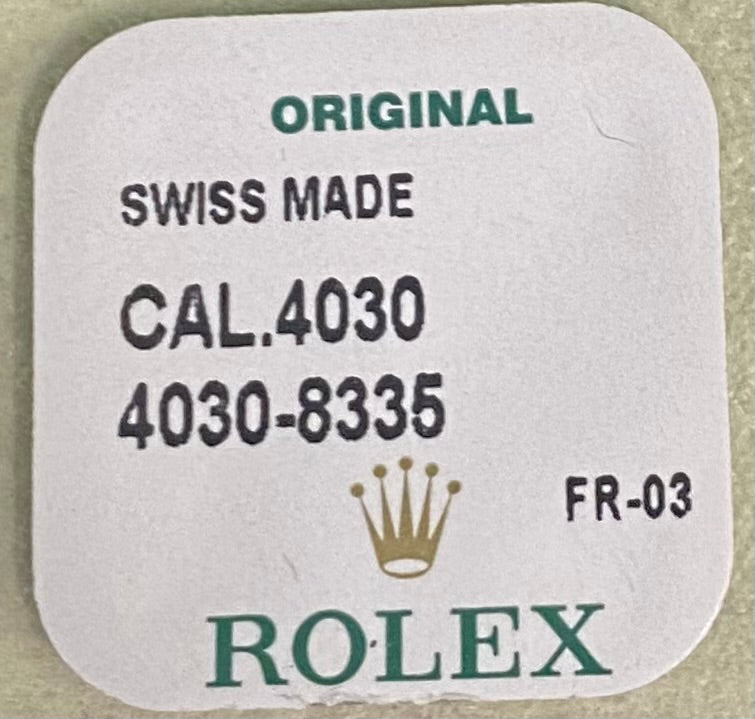 ORIGINAL
SWISS MADE
CAL.4030
4030-8335
FR-03
ROLEX